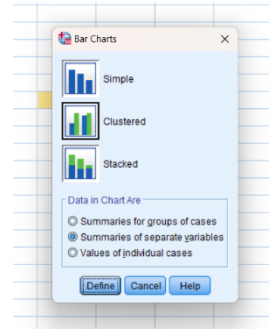 Bar Charts
Simple
Clustered
Stacked
Data in Chart Are
Summaries for groups of cases
Summaries of separate variables
Values of individual cases
Define Cancel Help